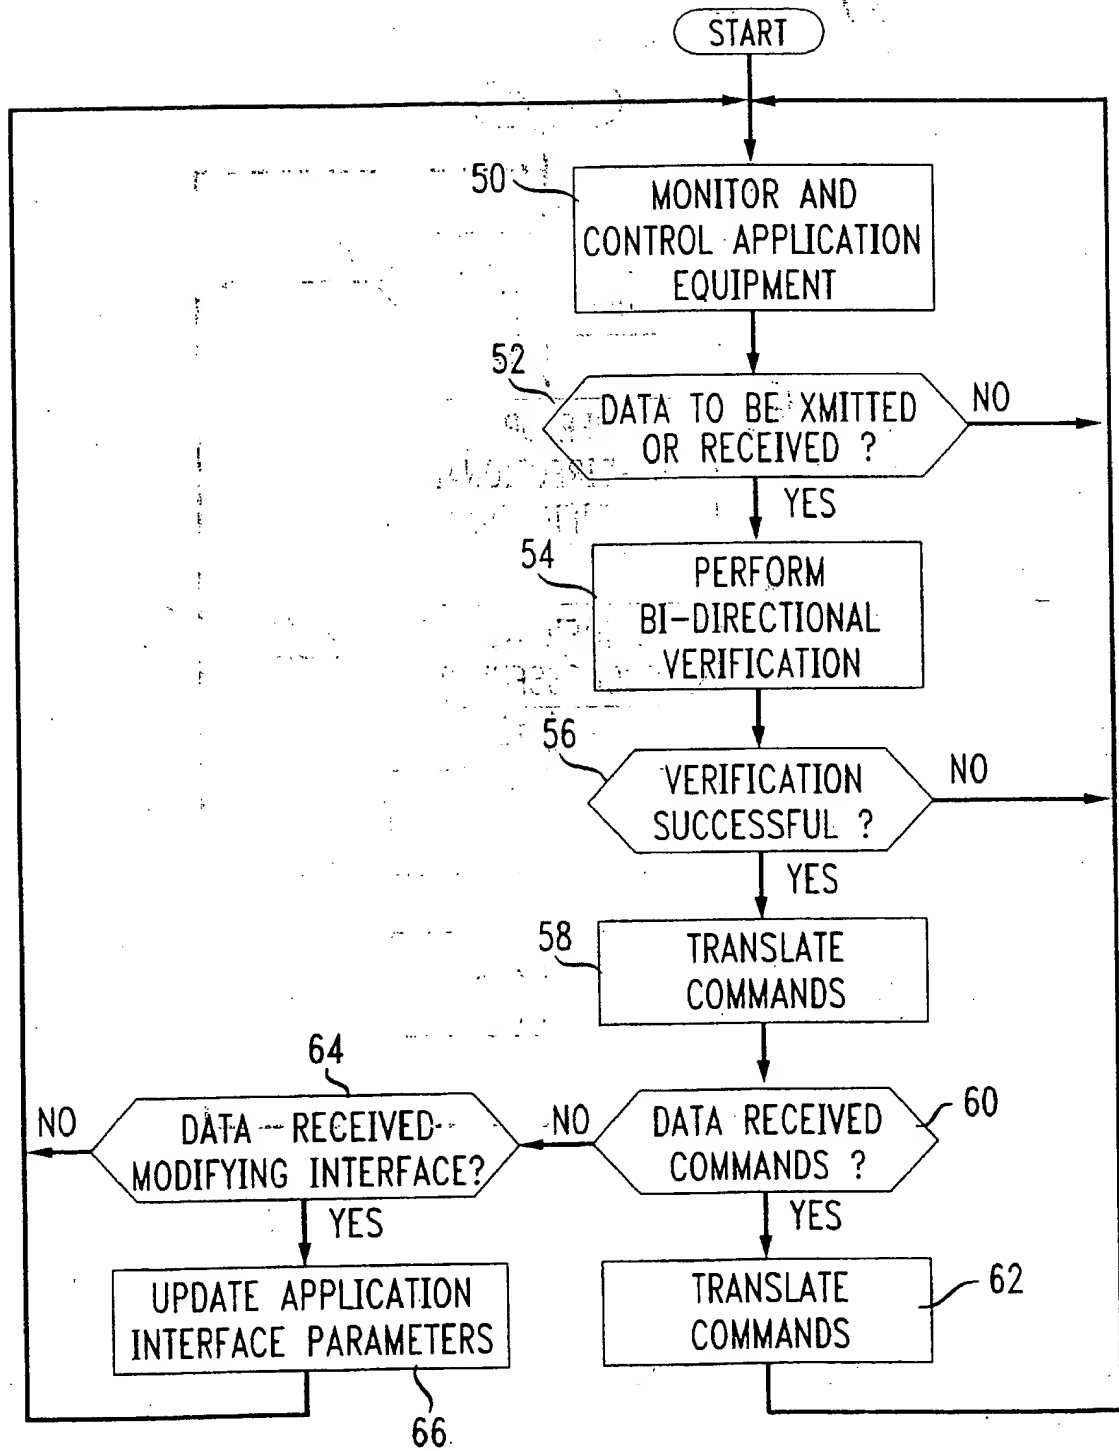 START
50
MONITOR AND
CONTROL APPLICATION
EQUIPMENT
52
DATA TO BE XMITTED
OR RECEIVED ?
NO
YES
54
PERFORM
BI-DIRECTIONAL
VERIFICATION
56
VERIFICATION
SUCCESSFUL ?
NO
YES
58
TRANSLATE
COMMANDS
60
DATA RECEIVED
COMMANDS ?
NO
YES
64
DATA RECEIVED
MODIFYING INTERFACE?
NO
YES
62
TRANSLATE
COMMANDS
UPDATE APPLICATION
INTERFACE PARAMETERS
66